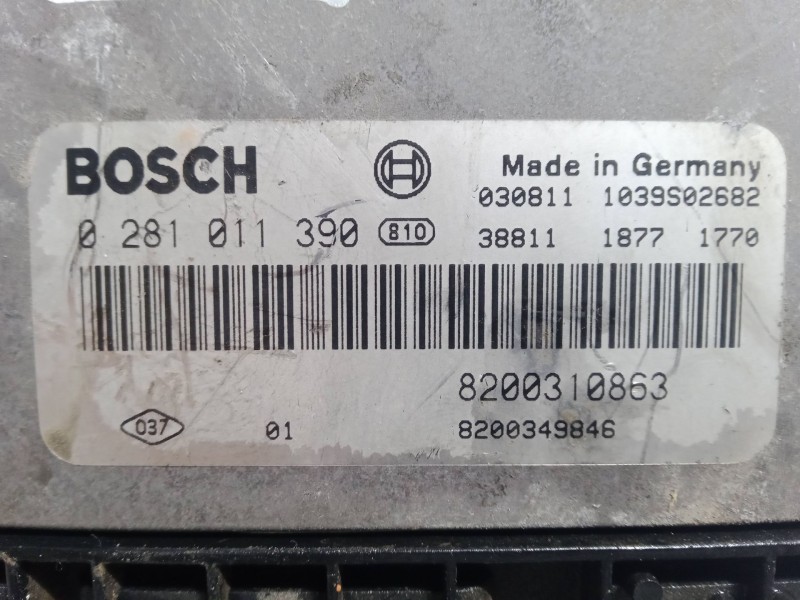 BOSCH
Made in Germany
030811 1039S02682
0 281 011 390 810
38811 1877 1770
8200310863
037 01 8200349846